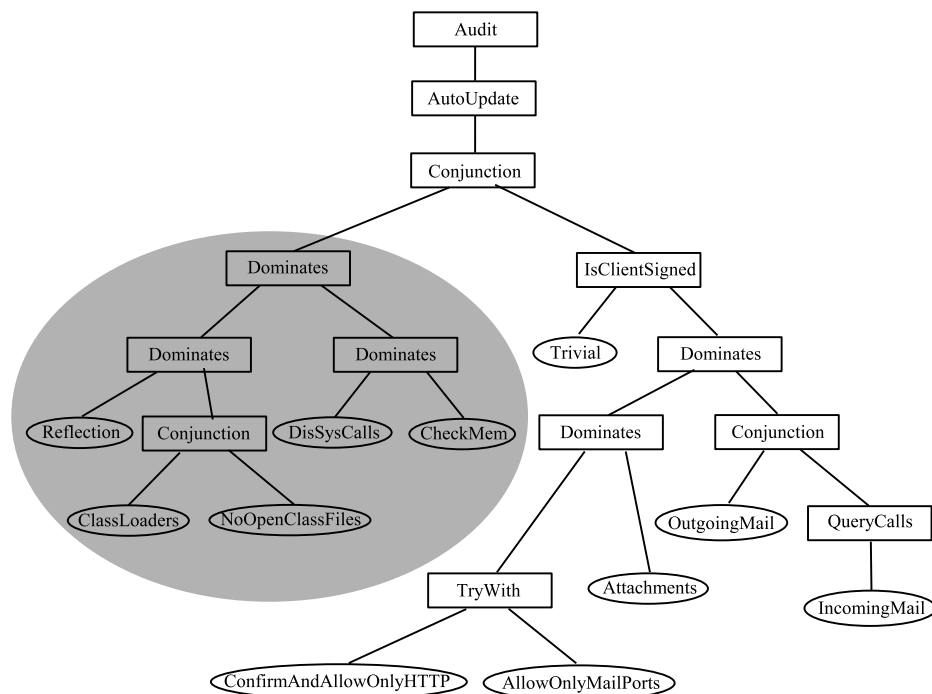 Audit
AutoUpdate
Conjunction
Dominates
IsClientSigned
Dominates
Dominates
Trivial
Dominates
Reflection
Conjunction
DisSysCalls
CheckMem
Dominates
Conjunction
ClassLoaders
NoOpenClassFiles
OutgoingMail
QueryCalls
TryWith
Attachments
IncomingMail
ConfirmAndAllowOnlyHTTP
AllowOnlyMailPorts